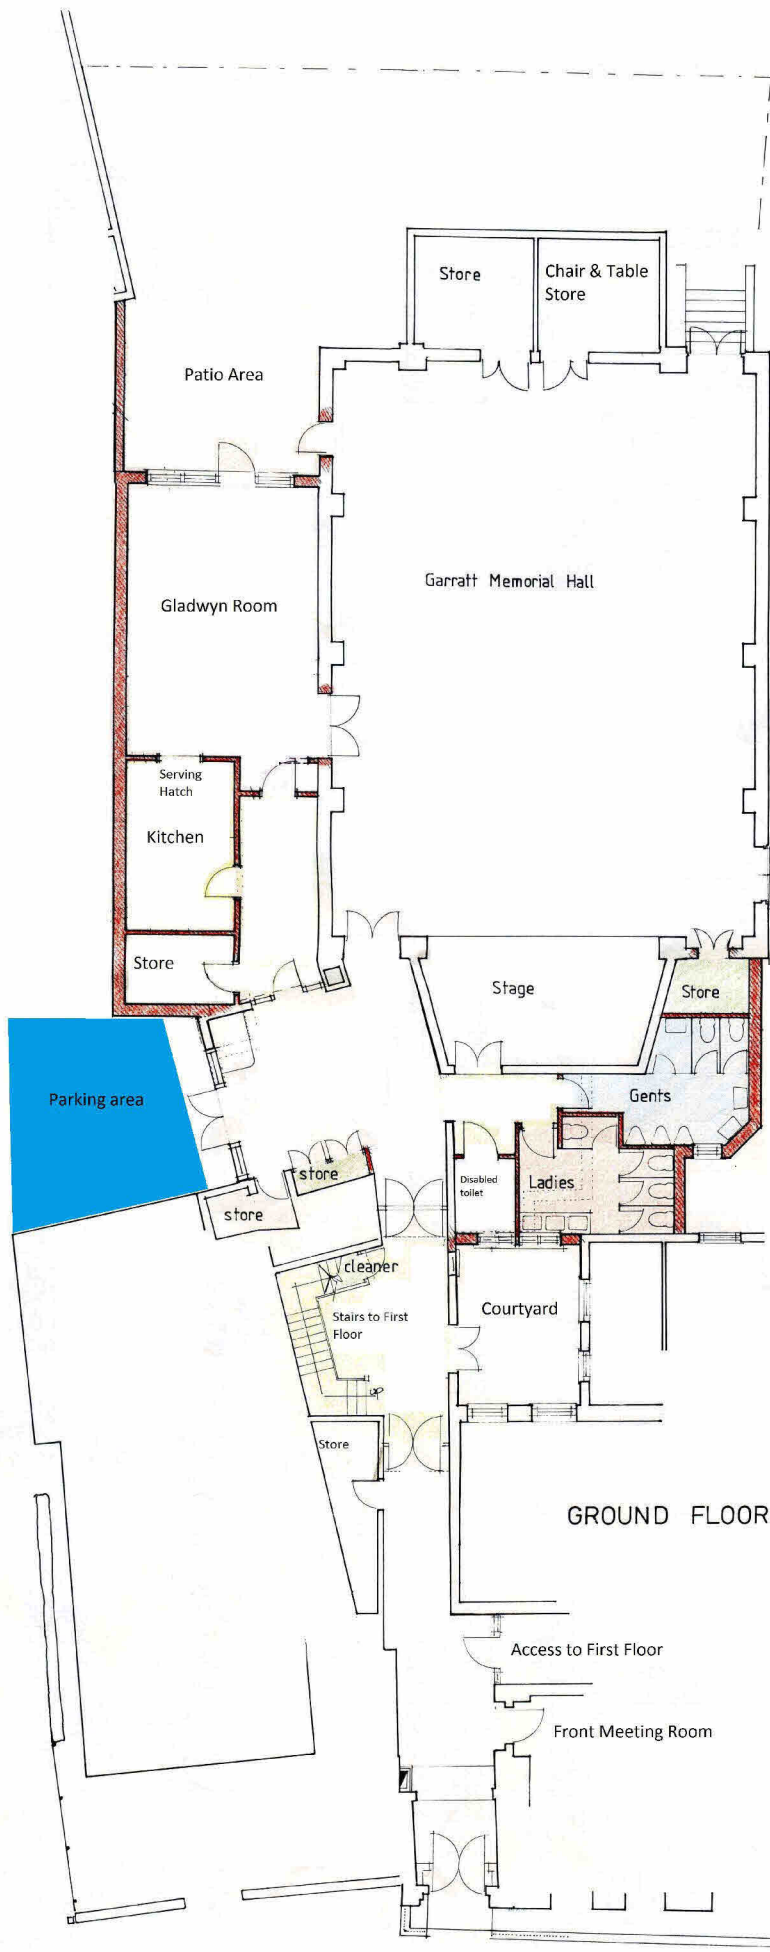 Store
Chair & Table
Store
Patio Area
Garratt Memorial Hall
Gladwyn Room
Serving
Hatch
Kitchen
Store
Stage
Store
Parking area
Gents
store
Disabled
toilet
Ladies
store
cleaner
Stairs to First
Floor
Courtyard
up
Store
GROUND FLOOR
Access to First Floor
Front Meeting Room